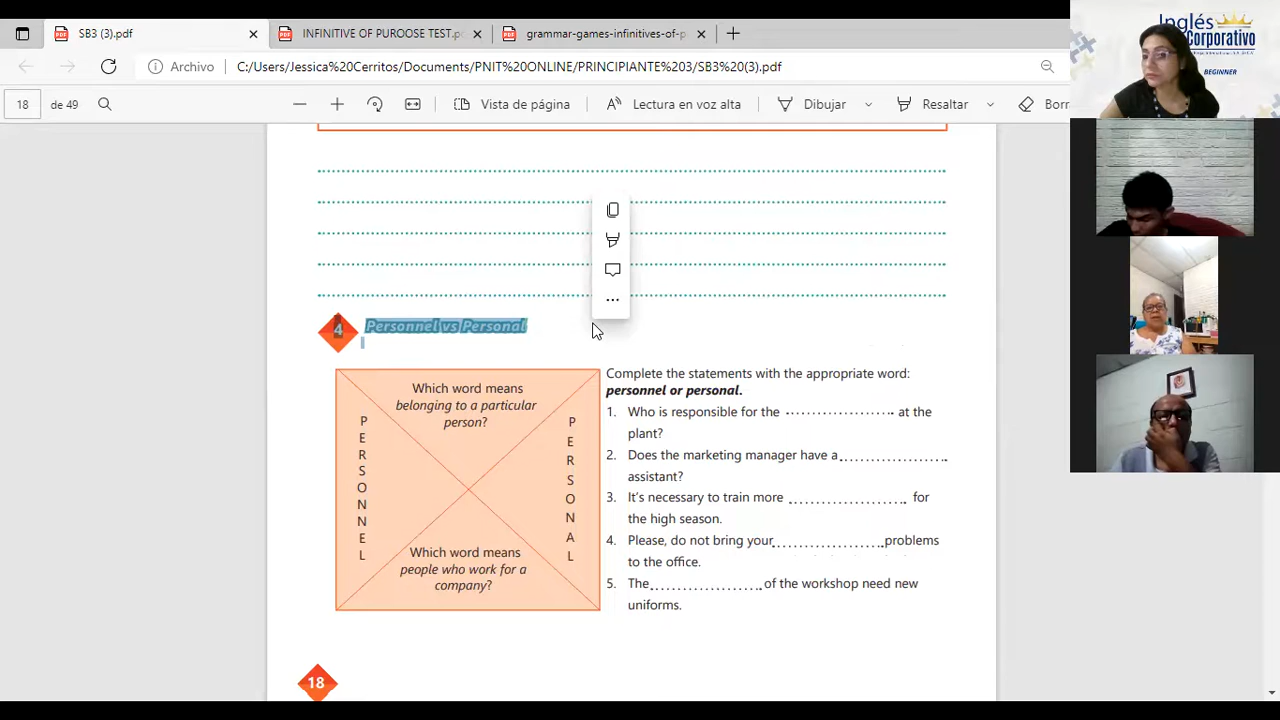 SB3 (3).pdf
INFINITIVE OF PUROOSE TEST.p
grammar-games-infinitives-of-p
Archivo
C:/Users/Jessica%20Cerritos/Documents/PNL%20ONLINE/PRINCIPIANTE%203/SB3%20(3).pdf
18 de 49
Vista de página
Lectura en voz alta
Dibujar
Resaltar
Borr
Inglés
Corporativo
BEGINNER
4 Personnel vs Personal
Which word means
belonging to a particular
person?
PERSONNEL
PERSONAL
Which word means
people who work for a
company?
Complete the statements with the appropriate word:
personnel or personal.
1. Who is responsible for the ........................... at the
plant?
2. Does the marketing manager have a...........................
assistant?
3. It's necessary to train more ........................... for
the high season.
4. Please, do not bring your...........................problems
to the office.
5. The...........................of the workshop need new
uniforms.
18